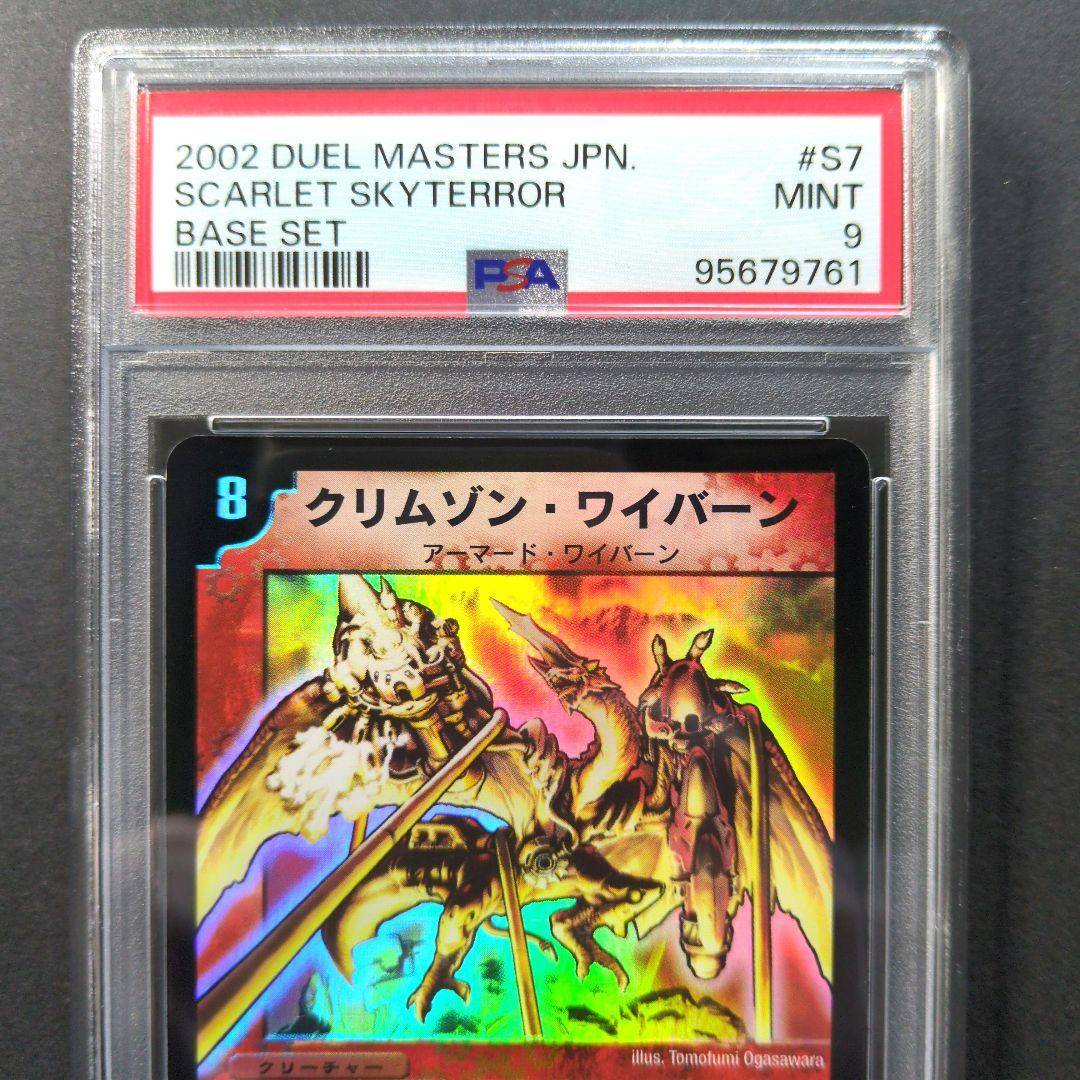 2002 DUEL MASTERS JPN. #S7
SCARLET SKYTERROR MINT
BASE SET 9
PSA 95679761
8 クリムゾン・ワイバーン
アーマード・ワイバーン
illus. Tomofumi Ogasawara
クリーチャー